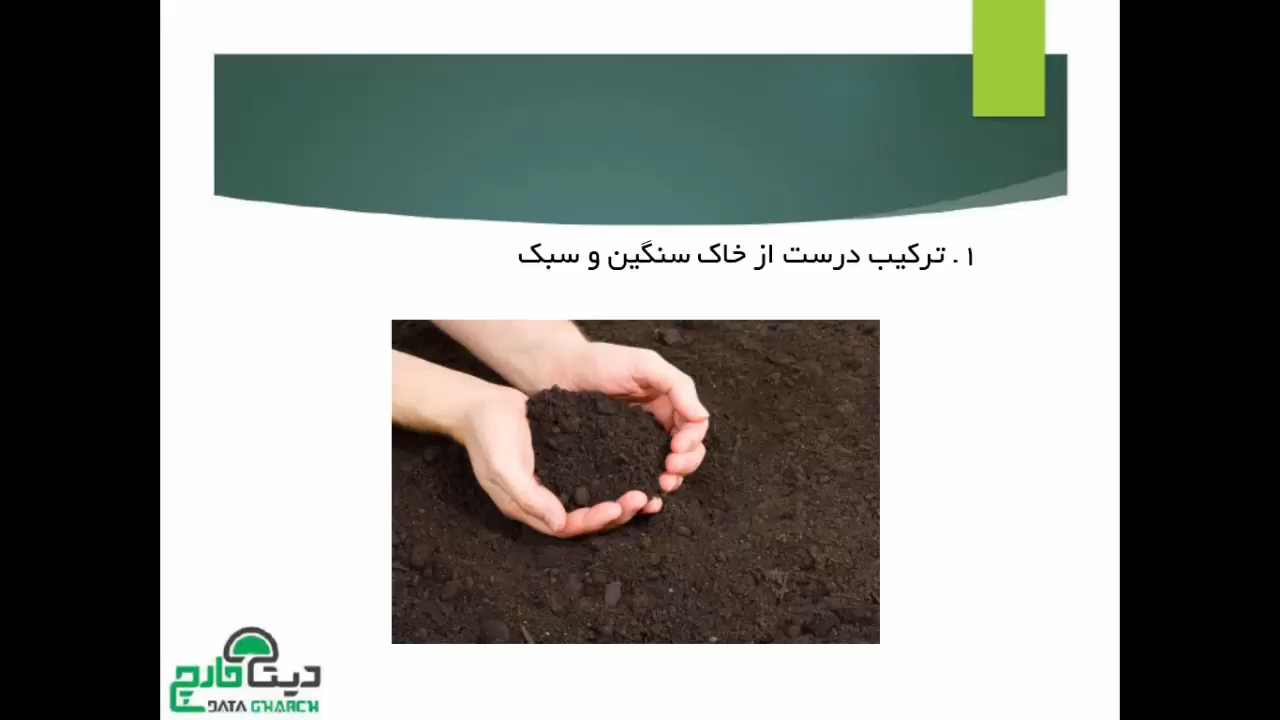 ۱. ترکیب درست از خاک سنگین و سبک
دیتا قارچ
DATA GHARCH